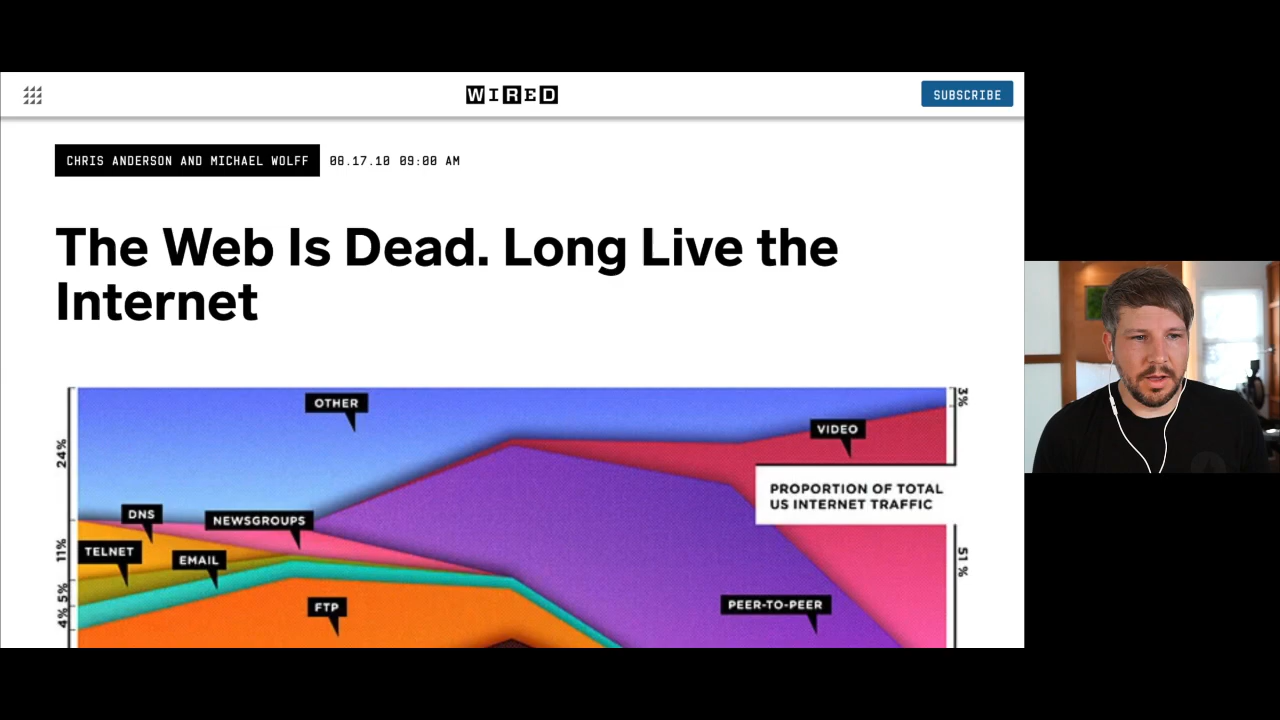 WIRED
SUBSCRIBE
CHRIS ANDERSON AND MICHAEL WOLFF
08.17.10 09:00 AM
The Web Is Dead. Long Live the
Internet
OTHER
3%
VIDEO
24%
PROPORTION OF TOTAL
US INTERNET TRAFFIC
DNS
NEWSGROUPS
TELNET
EMAIL
11%
51%
5%
FTP
PEER-TO-PEER
4%